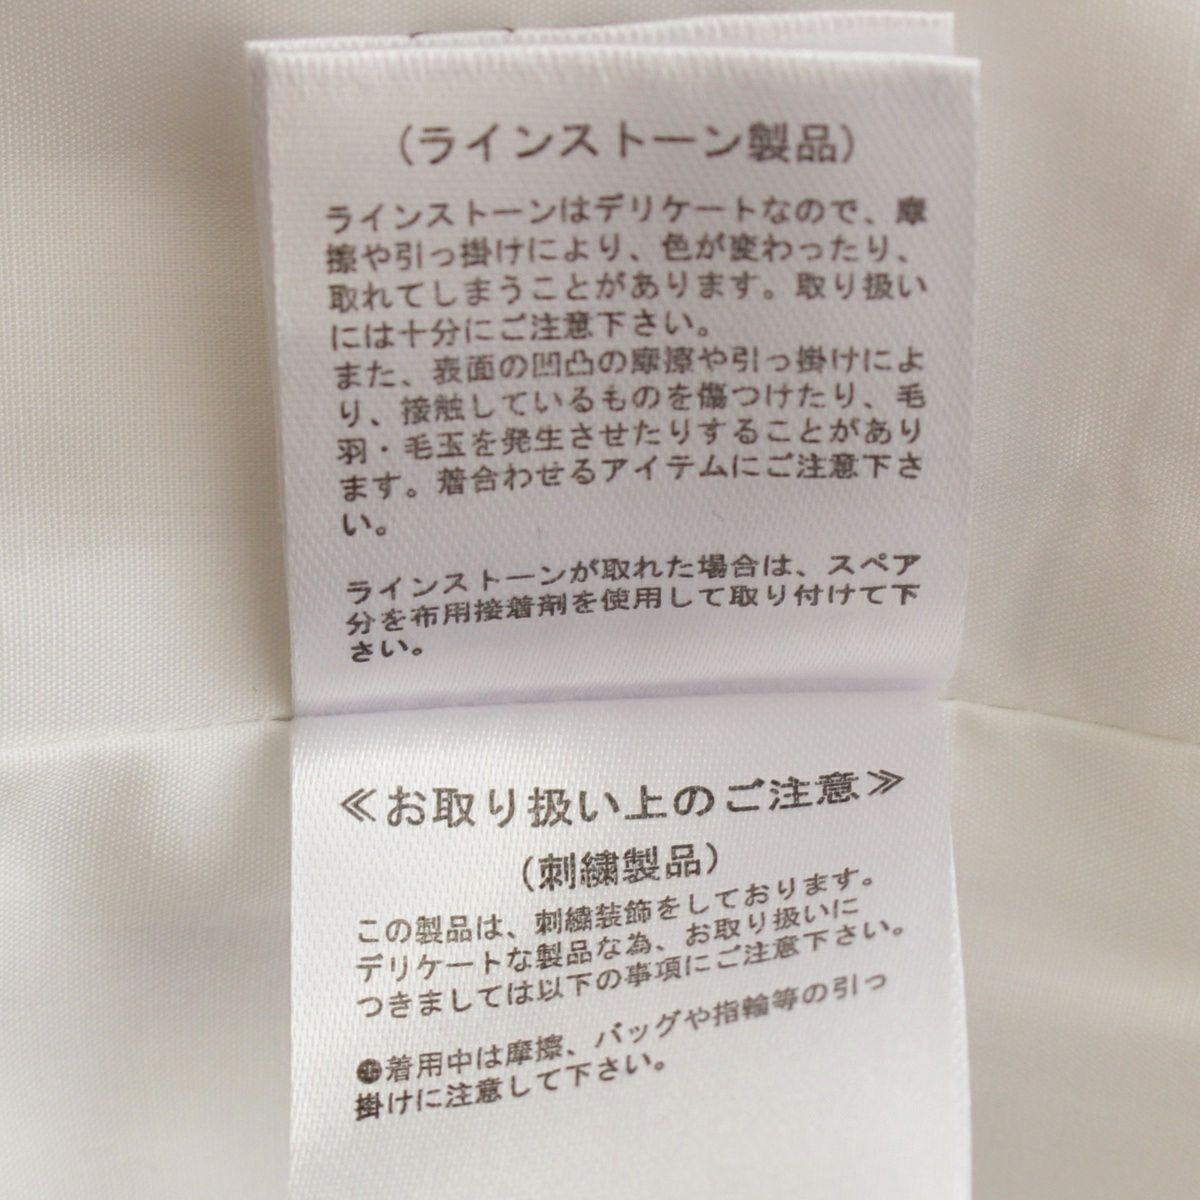 （ラインストーン製品）
ラインストーンはデリケートなので、摩
擦や引っ掛けにより、色が変わったり、
取れてしまうことがあります。取り扱い
には十分にご注意下さい。
また、表面の凹凸の摩擦や引っ掛けによ
り、接触しているものを傷つけたり、毛
羽・毛玉を発生させたりすることがあり
ます。着合わせるアイテムにご注意下さ
い。
ラインストーンが取れた場合は、スペア
分を布用接着剤を使用して取り付けて下
さい。
≪お取り扱い上のご注意≫
（刺繍製品）
この製品は、刺繍装飾をしております。
デリケートな製品な為、お取り扱いに
つきましては以下の事項にご注意下さい。
●着用中は摩擦、バッグや指輪等の引っ
掛けに注意して下さい。